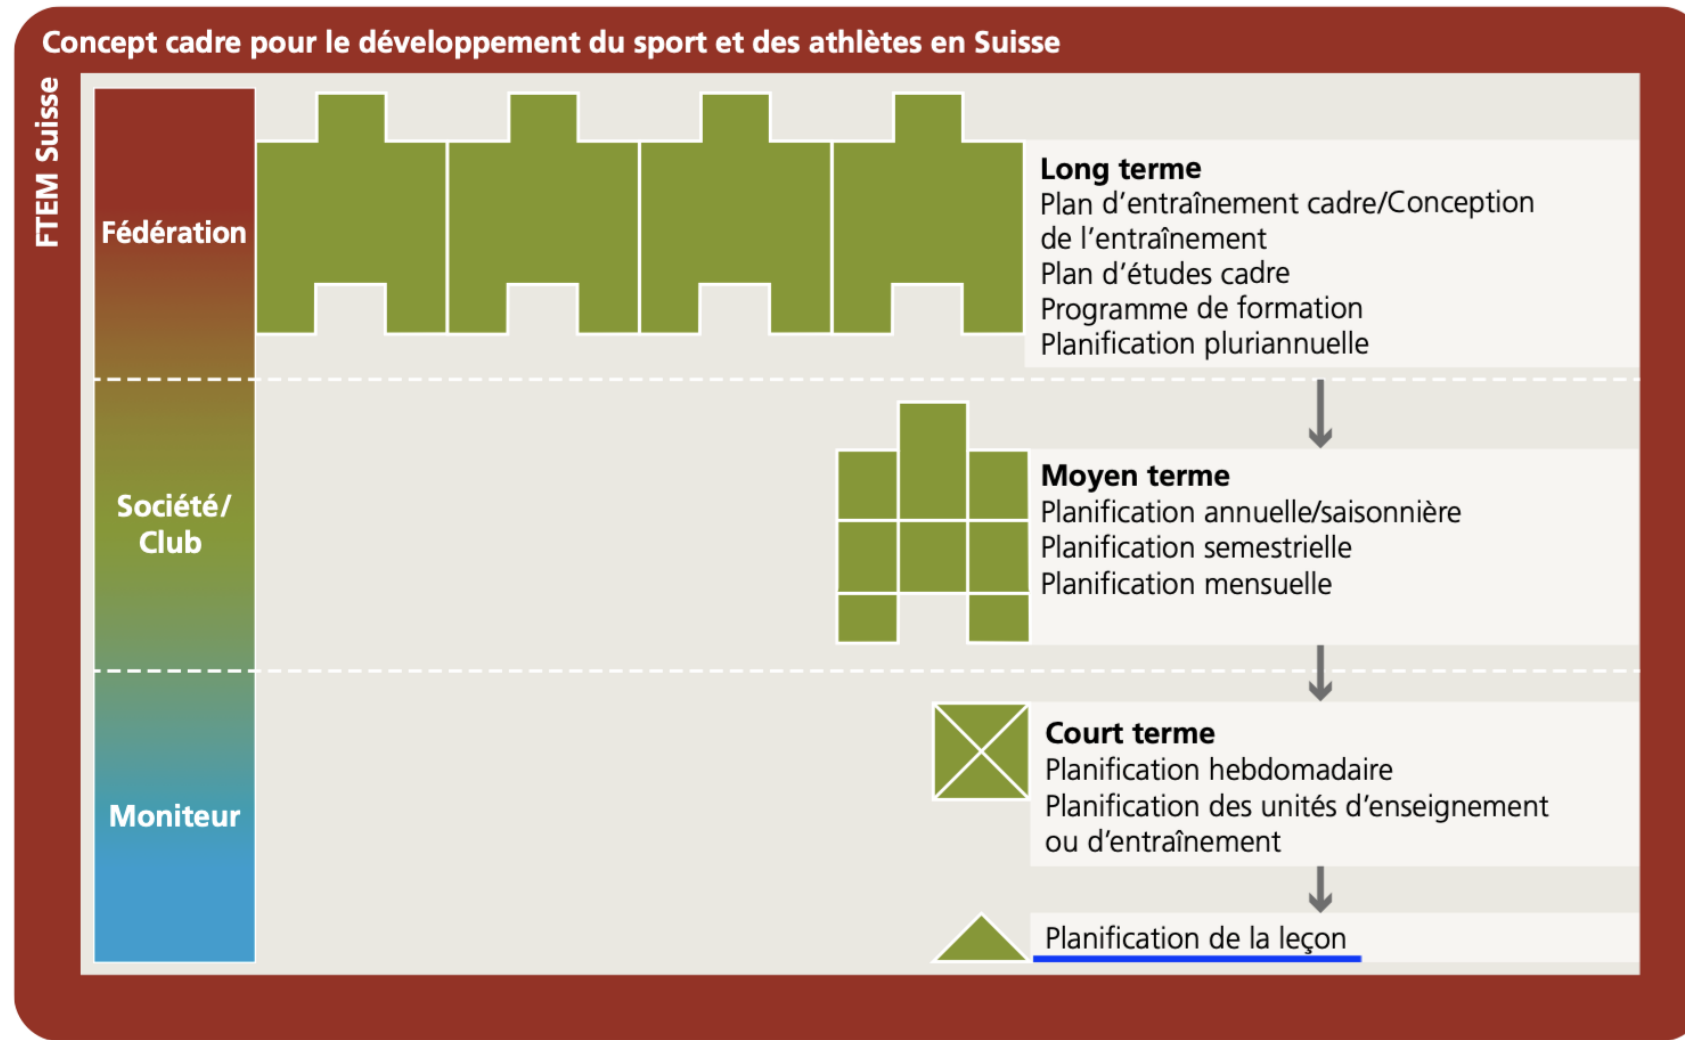 Concept cadre pour le développement du sport et des athlètes en Suisse
FTEM Suisse
Fédération
Long terme
Plan d’entraînement cadre/Conception
de l’entraînement
Plan d’études cadre
Programme de formation
Planification pluriannuelle
Société/
Club
Moyen terme
Planification annuelle/saisonnière
Planification semestrielle
Planification mensuelle
Moniteur
Court terme
Planification hebdomadaire
Planification des unités d’enseignement
ou d’entraînement
Planification de la leçon